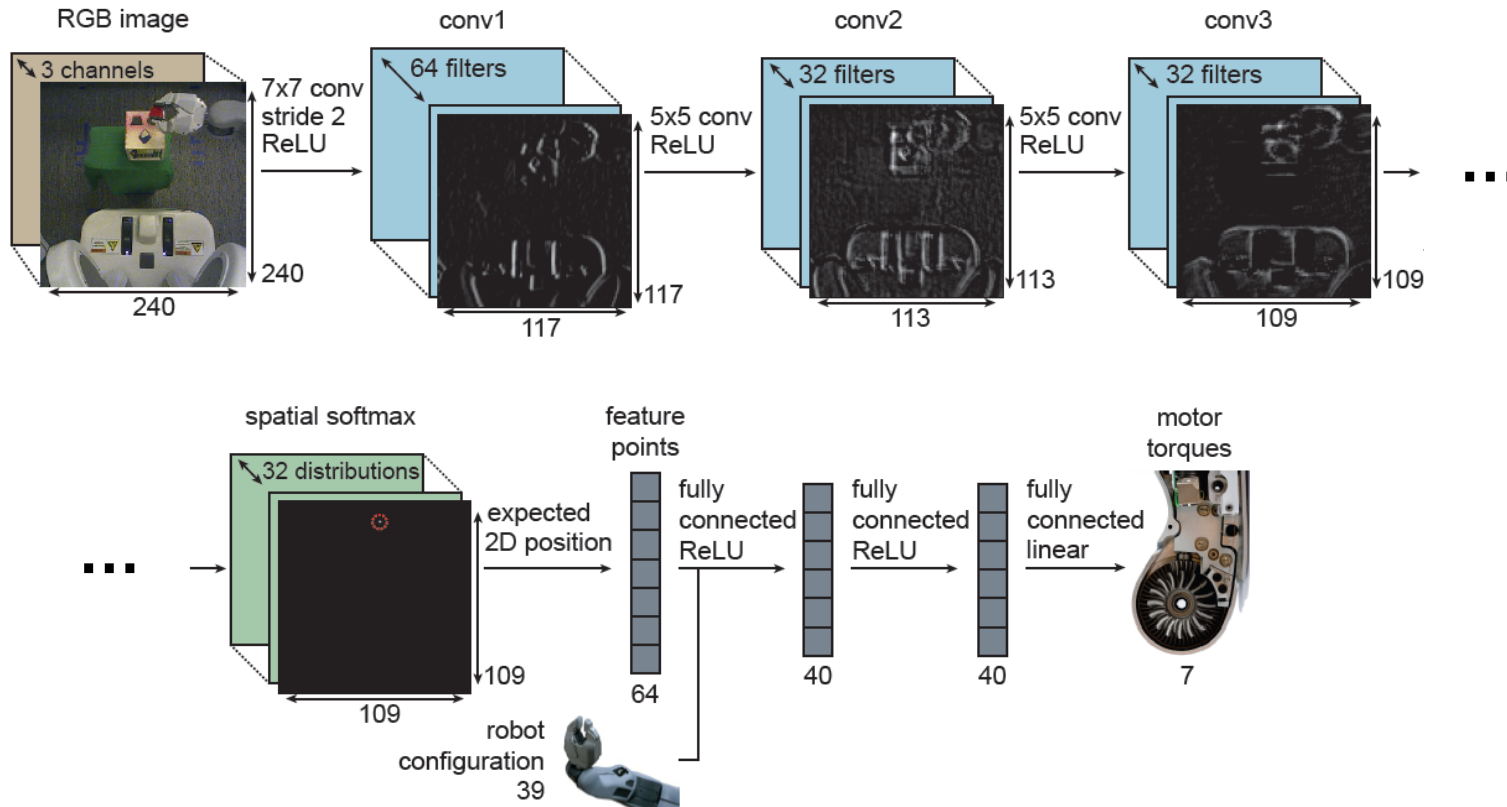 RGB image
3 channels
240
240
7x7 conv
stride 2
ReLU
conv1
64 filters
117
117
5x5 conv
ReLU
conv2
32 filters
113
113
5x5 conv
ReLU
conv3
32 filters
109
109
spatial softmax
32 distributions
109
109
expected
2D position
feature
points
64
robot
configuration
39
fully
connected
ReLU
40
fully
connected
ReLU
40
fully
connected
linear
motor
torques
7